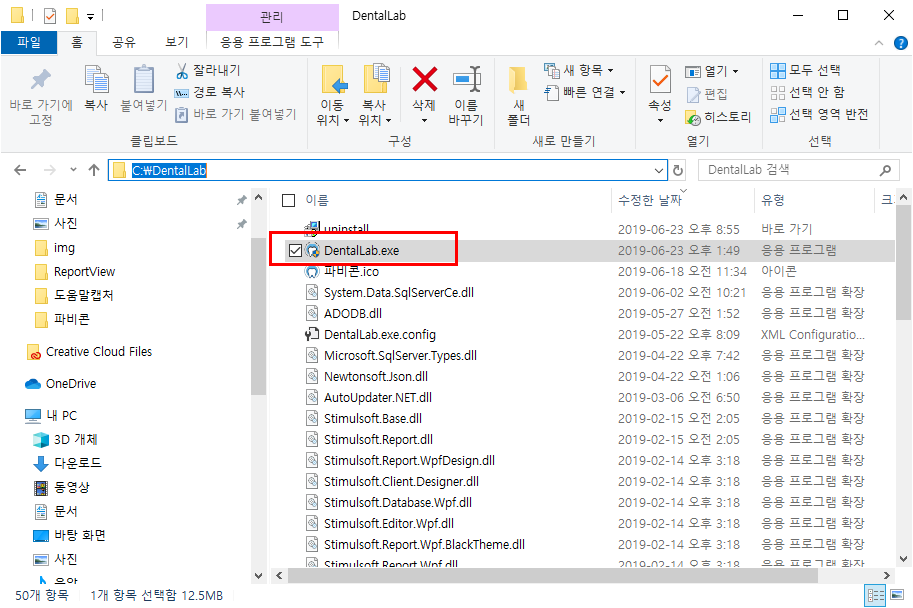 관리 DentalLab
파일 홈 공유 보기 응용 프로그램 도구
바로 가기에 고정
복사
붙여넣기
잘라내기
경로 복사
바로 가기 붙여넣기
클립보드
이동 위치
복사 위치
삭제
이름 바꾸기
구성
새 폴더
새 항목
빠른 연결
새로 만들기
속성
열기
편집
히스토리
열기
모두 선택
선택 안 함
선택 영역 반전
선택
C:₩DentalLab
DentalLab 검색
문서
사진
img
ReportView
도움말캡처
파비콘
Creative Cloud Files
OneDrive
내 PC
3D 개체
다운로드
동영상
문서
바탕 화면
사진
음악
이름 수정한 날짜 유형 크
uninstall 2019-06-23 오후 8:55 바로 가기
DentalLab.exe 2019-06-23 오후 1:49 응용 프로그램
파비콘.ico 2019-06-18 오전 11:34 아이콘
System.Data.SqlServerCe.dll 2019-06-02 오전 10:21 응용 프로그램 확장
ADODB.dll 2019-05-27 오전 1:52 응용 프로그램 확장
DentalLab.exe.config 2019-05-22 오후 8:09 XML Configuratio...
Microsoft.SqlServer.Types.dll 2019-04-22 오후 7:42 응용 프로그램 확장
Newtonsoft.Json.dll 2019-04-22 오후 1:06 응용 프로그램 확장
AutoUpdater.NET.dll 2019-03-06 오전 6:50 응용 프로그램 확장
Stimulsoft.Base.dll 2019-02-15 오전 2:05 응용 프로그램 확장
Stimulsoft.Report.dll 2019-02-15 오전 2:05 응용 프로그램 확장
Stimulsoft.Report.WpfDesign.dll 2019-02-14 오후 3:18 응용 프로그램 확장
Stimulsoft.Client.Designer.dll 2019-02-14 오후 3:18 응용 프로그램 확장
Stimulsoft.Database.Wpf.dll 2019-02-14 오후 3:18 응용 프로그램 확장
Stimulsoft.Editor.Wpf.dll 2019-02-14 오후 3:18 응용 프로그램 확장
Stimulsoft.Report.Wpf.BlackTheme.dll 2019-02-14 오후 3:18 응용 프로그램 확장
Stimulsoft.Report.Wpf.dll 2019-02-14 오후 3:18 응용 프로그램 확장
50개 항목 1개 항목 선택함 12.5MB